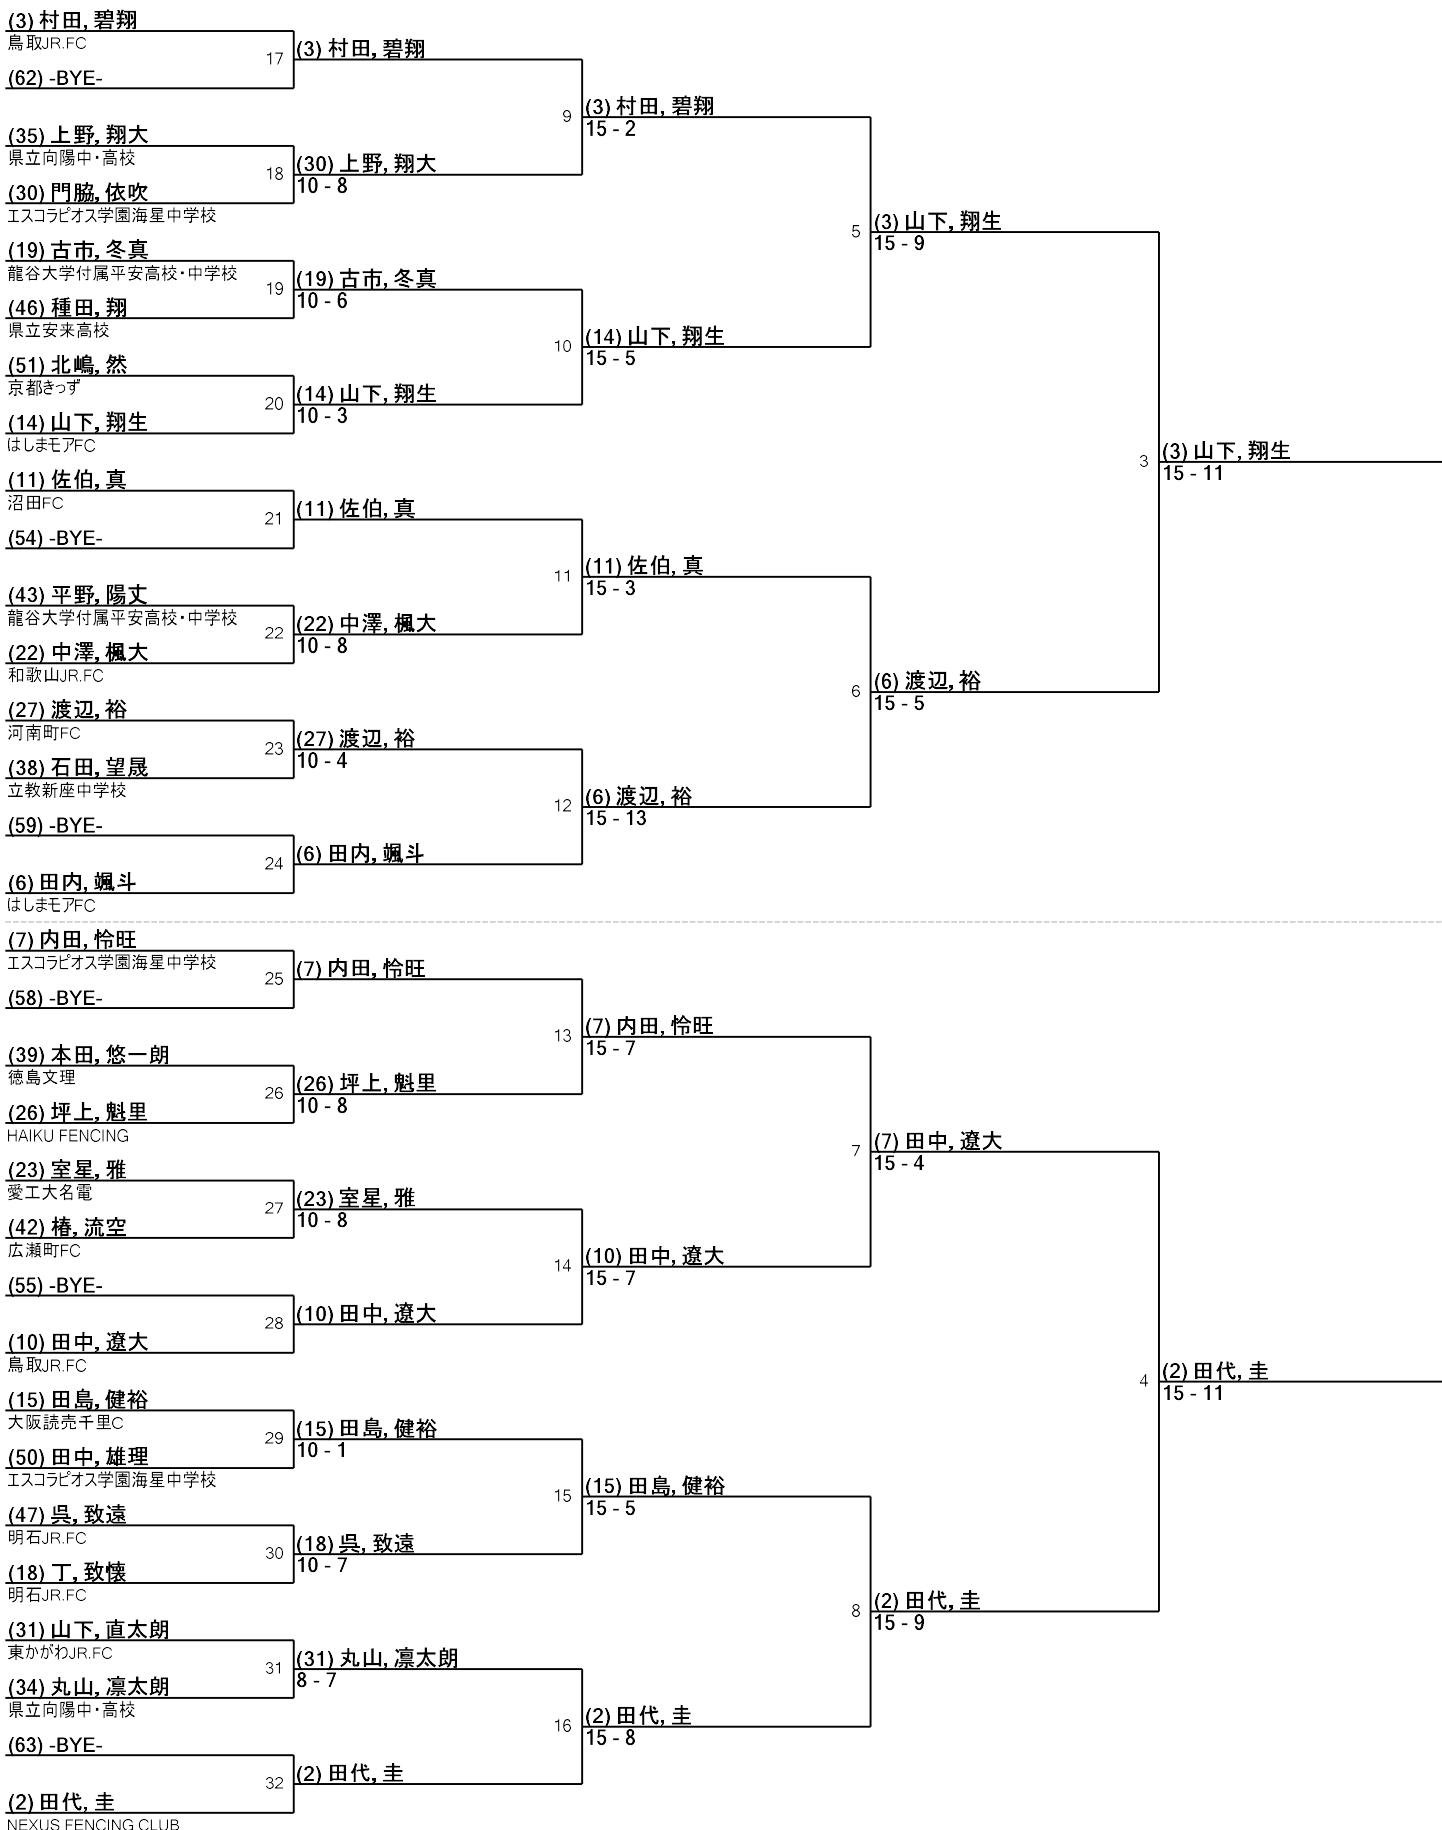 (3) 村田, 碧翔
鳥取JR.FC
17
(3) 村田, 碧翔
(62) -BYE-
9
(3) 村田, 碧翔
15 - 2
(35) 上野, 翔大
県立向陽中・高校
18
(30) 上野, 翔大
10 - 8
(30) 門脇, 依吹
エスコラピオス学園海星中学校
5
(3) 山下, 翔生
15 - 9
(19) 古市, 冬真
龍谷大学付属平安高校・中学校
19
(19) 古市, 冬真
10 - 6
(46) 種田, 翔
県立安来高校
10
(14) 山下, 翔生
15 - 5
(51) 北嶋, 然
京都きっず
20
(14) 山下, 翔生
10 - 3
(14) 山下, 翔生
はしまモアFC
3
(3) 山下, 翔生
15 - 11
(11) 佐伯, 真
沼田FC
21
(11) 佐伯, 真
(54) -BYE-
11
(11) 佐伯, 真
15 - 3
(43) 平野, 陽丈
龍谷大学付属平安高校・中学校
22
(22) 中澤, 楓大
10 - 8
(22) 中澤, 楓大
和歌山JR.FC
6
(6) 渡辺, 裕
15 - 5
(27) 渡辺, 裕
河南町FC
23
(27) 渡辺, 裕
10 - 4
(38) 石田, 望晟
立教新座中学校
12
(6) 渡辺, 裕
15 - 13
(59) -BYE-
24
(6) 田内, 颯斗
(6) 田内, 颯斗
はしまモアFC
(7) 内田, 怜旺
エスコラピオス学園海星中学校
25
(7) 内田, 怜旺
(58) -BYE-
13
(7) 内田, 怜旺
15 - 7
(39) 本田, 悠一朗
徳島文理
26
(26) 坪上, 魁里
10 - 8
(26) 坪上, 魁里
HAIKU FENCING
7
(7) 田中, 遼大
15 - 4
(23) 室星, 雅
愛工大名電
27
(23) 室星, 雅
10 - 8
(42) 椿, 流空
広瀬町FC
14
(10) 田中, 遼大
15 - 7
(55) -BYE-
28
(10) 田中, 遼大
(10) 田中, 遼大
鳥取JR.FC
4
(2) 田代, 圭
15 - 11
(15) 田島, 健裕
大阪読売千里C
29
(15) 田島, 健裕
10 - 1
(50) 田中, 雄理
エスコラピオス学園海星中学校
15
(15) 田島, 健裕
15 - 5
(47) 呉, 致遠
明石JR.FC
30
(18) 呉, 致遠
10 - 7
(18) 丁, 致懐
明石JR.FC
8
(2) 田代, 圭
15 - 9
(31) 山下, 直太朗
東かがわJR.FC
31
(31) 丸山, 凛太朗
8 - 7
(34) 丸山, 凛太朗
県立向陽中・高校
16
(2) 田代, 圭
15 - 8
(63) -BYE-
32
(2) 田代, 圭
(2) 田代, 圭
NEXUS FENCING CLUB